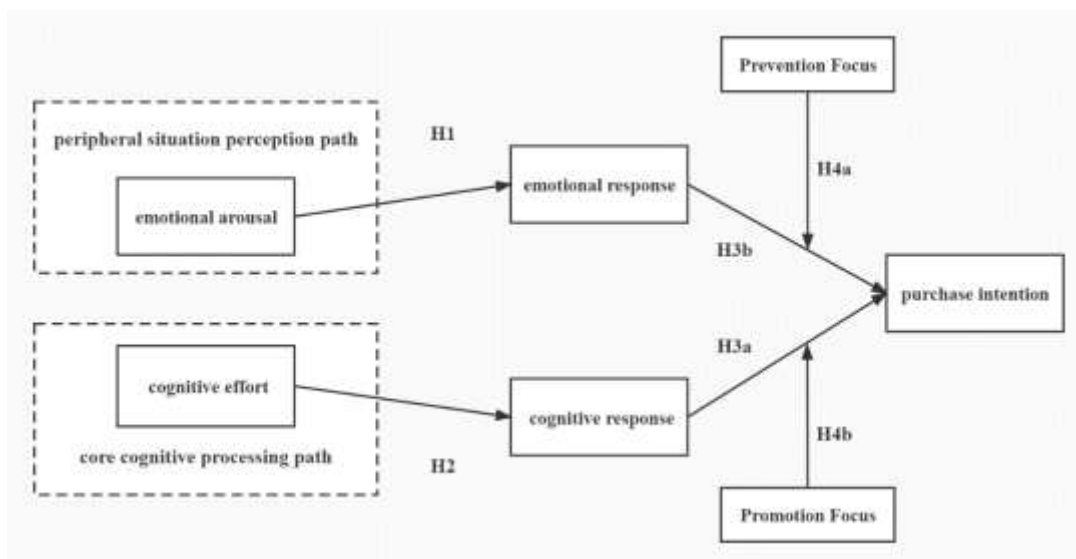 Prevention Focus
peripheral situation perception path
H1
emotional arousal
emotional response
H4a
H3b
purchase intention
cognitive effort
core cognitive processing path
H2
H3a
cognitive response
H4b
Promotion Focus